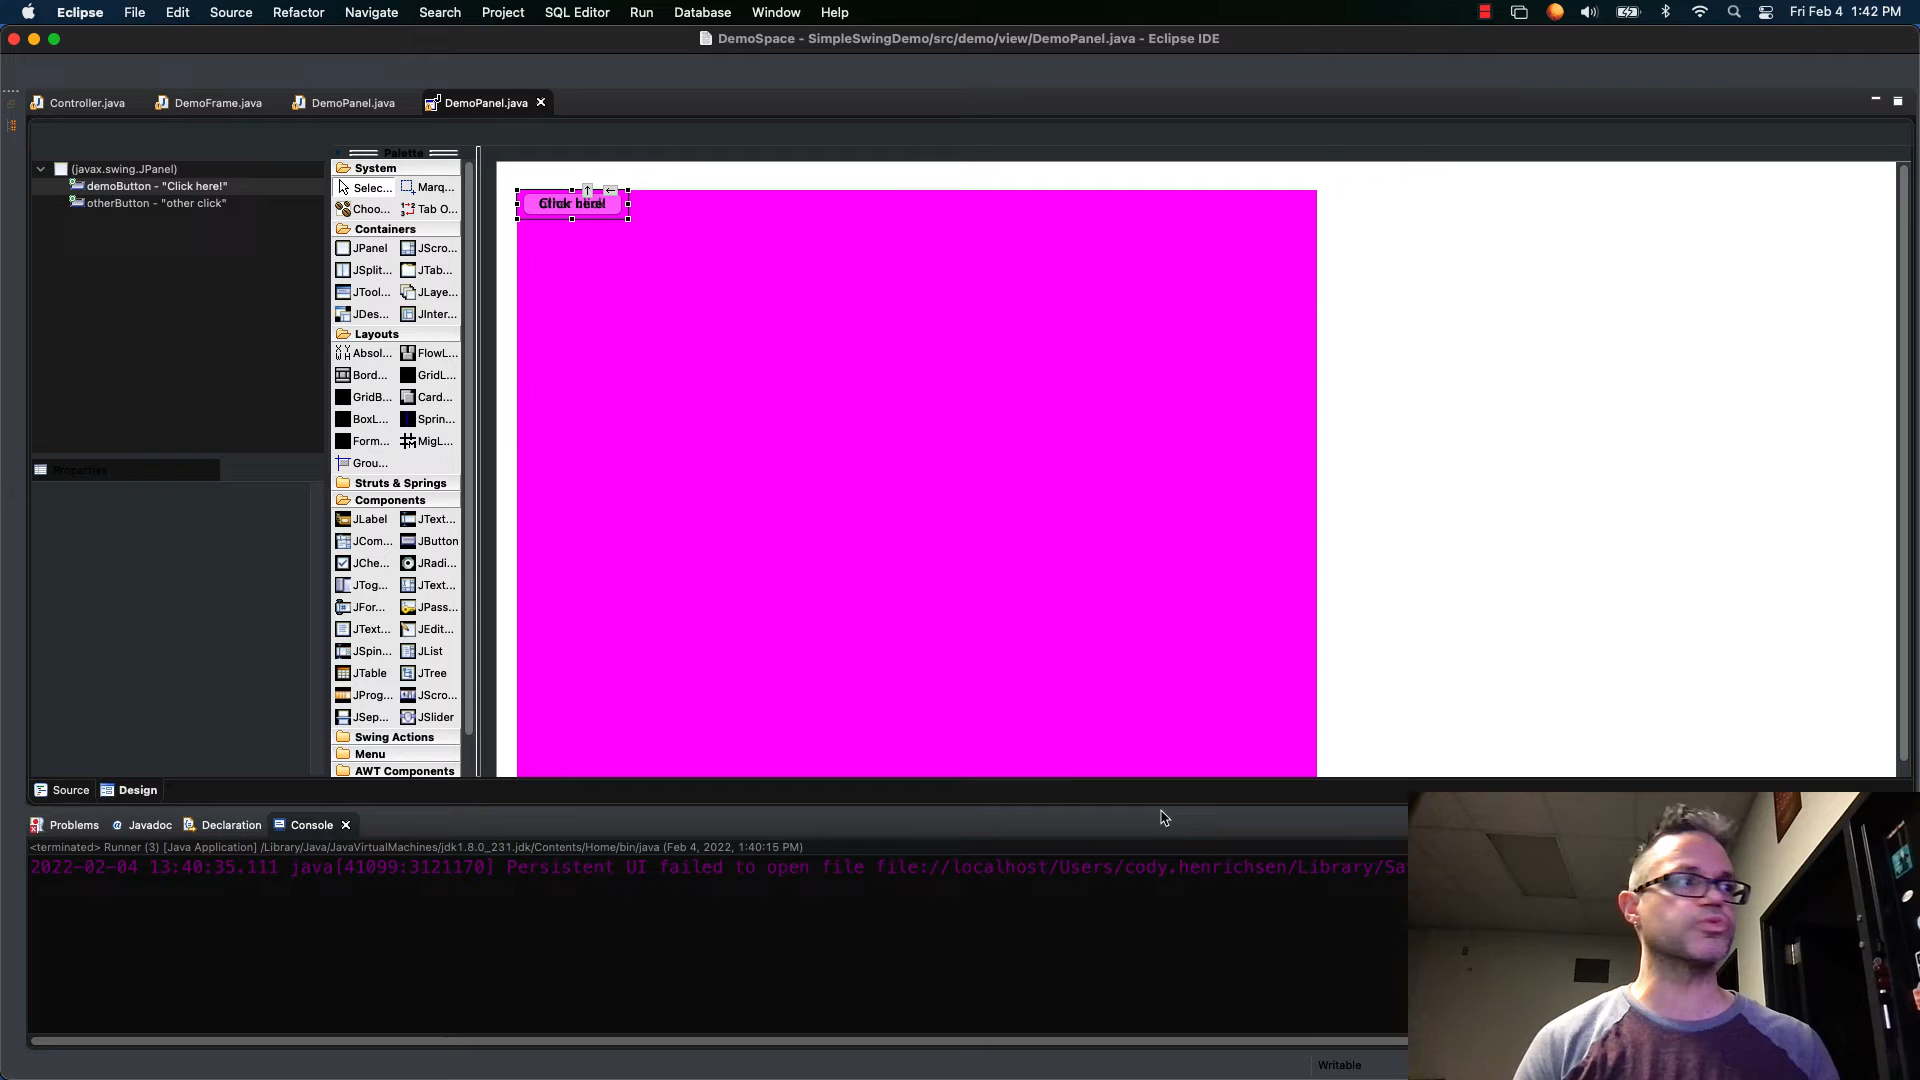 Eclipse File Edit Source Refactor Navigate Search Project SQL Editor Run Database Window Help Fri Feb 4 1:42 PM
DemoSpace - SimpleSwingDemo/src/demo/view/DemoPanel.java - Eclipse IDE
Controller.java DemoFrame.java DemoPanel.java DemoPanel.java
(javax.swing.JPanel)
demoButton - "Click here!"
otherButton - "other click"
Properties
Palette
System
Selec... Marq...
Choo... Tab O...
Containers
JPanel JScro...
JSplit... JTab...
JTool... JLaye...
JDes... JInter...
Layouts
Absol... FlowL...
Bord... GridL...
GridB... Card...
BoxL... Sprin...
Form... MigL...
Grou...
Struts & Springs
Components
JLabel JText...
JCom... JButton
JChe... JRadi...
JTog... JText...
JFor... JPass...
JText... JEdit...
JSpin... JList
JTable JTree
JProg... JScro...
JSep... JSlider
Swing Actions
Menu
AWT Components
Click here!
Source Design
Problems Javadoc Declaration Console
<terminated> Runner (3) [Java Application] /Library/Java/JavaVirtualMachines/jdk1.8.0_231.jdk/Contents/Home/bin/java (Feb 4, 2022, 1:40:15 PM)
2022-02-04 13:40:35.111 java[41099:3121170] Persistent UI failed to open file file://localhost/Users/cody.henrichsen/Library/Sa
Writable